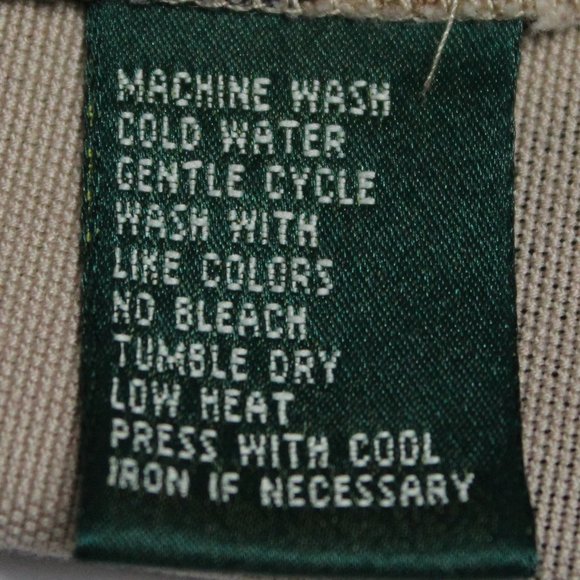 MACHINE WASH
COLD WATER
GENTLE CYCLE
WASH WITH
LIKE COLORS
NO BLEACH
TUMBLE DRY
LOW HEAT
PRESS WITH COOL
IRON IF NECESSARY